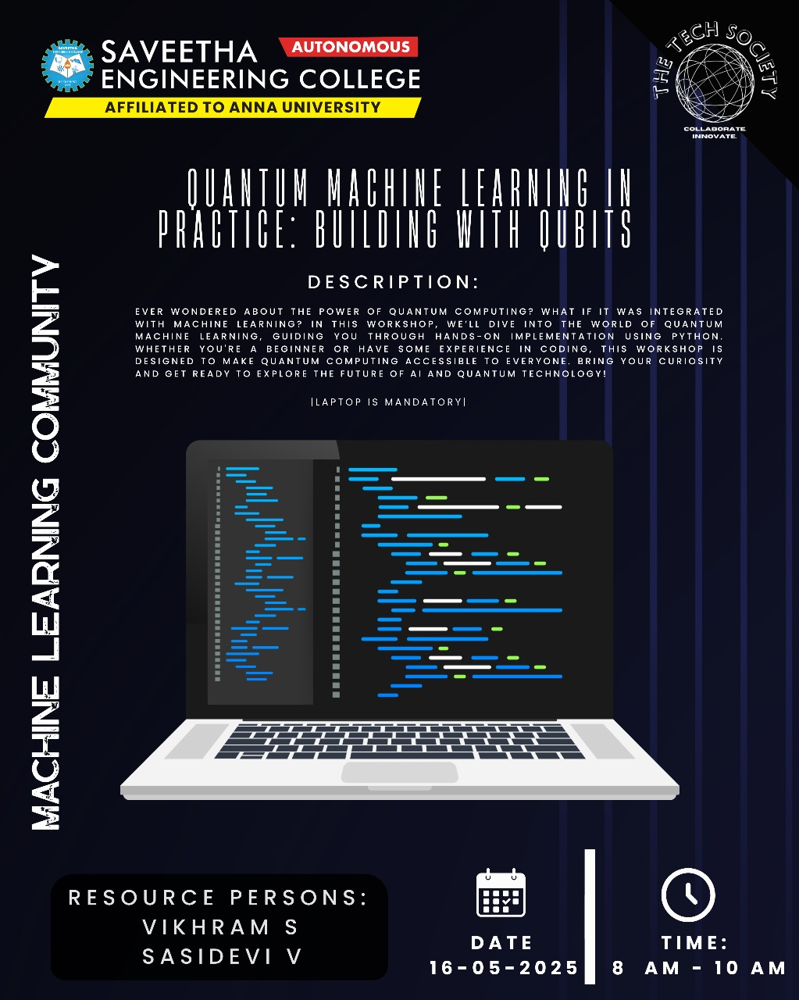 SAVEETHA
AUTONOMOUS
ENGINEERING COLLEGE
AFFILIATED TO ANNA UNIVERSITY
THE TECH SOCIETY
COLLABORATE.
INNOVATE.
QUANTUM MACHINE LEARNING IN
PRACTICE: BUILDING WITH QUBITS
DESCRIPTION:
EVER WONDERED ABOUT THE POWER OF QUANTUM COMPUTING? WHAT IF IT WAS INTEGRATED
WITH MACHINE LEARNING? IN THIS WORKSHOP, WE'LL DIVE INTO THE WORLD OF QUANTUM
MACHINE LEARNING, GUIDING YOU THROUGH HANDS-ON IMPLEMENTATION USING PYTHON.
WHETHER YOU'RE A BEGINNER OR HAVE SOME EXPERIENCE IN CODING, THIS WORKSHOP IS
DESIGNED TO MAKE QUANTUM COMPUTING ACCESSIBLE TO EVERYONE. BRING YOUR CURIOSITY
AND GET READY TO EXPLORE THE FUTURE OF AI AND QUANTUM TECHNOLOGY!
|LAPTOP IS MANDATORY|
MACHINE LEARNING COMMUNITY
RESOURCE PERSONS:
VIKHRAM S
SASIDEVI V
DATE
16-05-2025
TIME:
8 AM - 10 AM